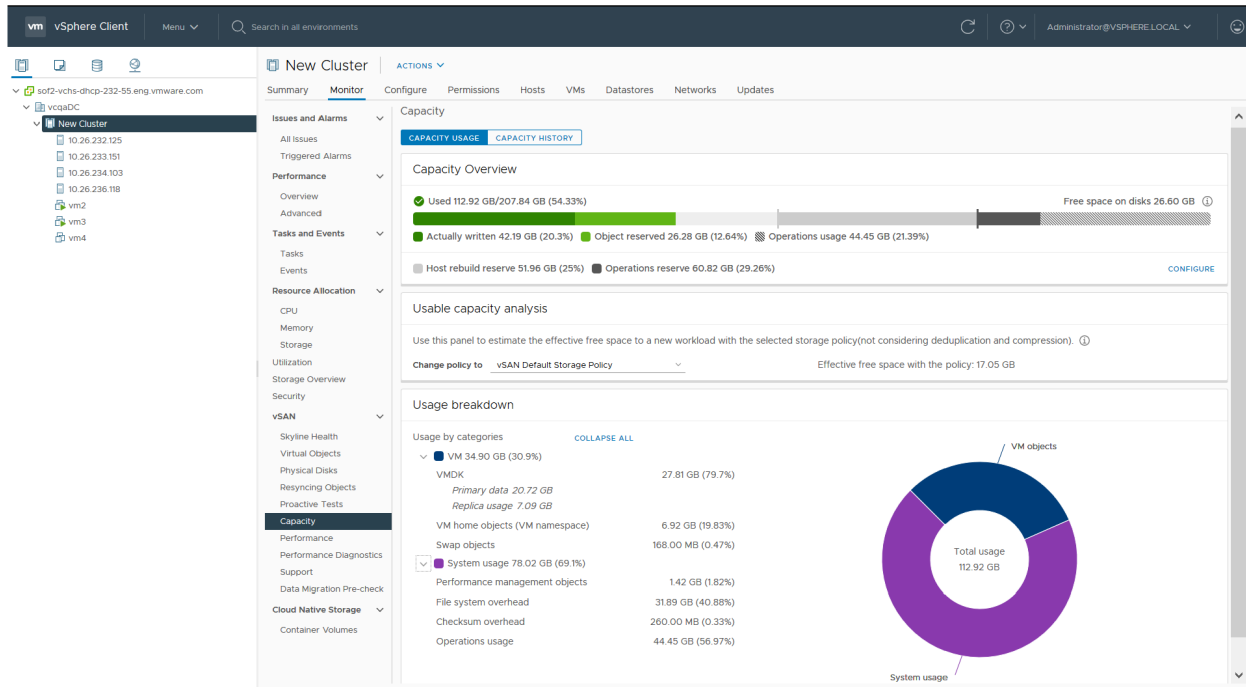 vm vSphere Client Menu Search in all environments Administrator@VSPHERE.LOCAL
sof2-vchs-dhcp-232-55.eng.vmware.com
vcqaDC
New Cluster
10.26.232.125
10.26.233.151
10.26.234.103
10.26.236.118
vm2
vm3
vm4
New Cluster ACTIONS
Summary Monitor Configure Permissions Hosts VMs Datastores Networks Updates
Issues and Alarms
All Issues
Triggered Alarms
Performance
Overview
Advanced
Tasks and Events
Tasks
Events
Resource Allocation
CPU
Memory
Storage
Utilization
Storage Overview
Security
vSAN
Skyline Health
Virtual Objects
Physical Disks
Resyncing Objects
Proactive Tests
Capacity
Performance
Performance Diagnostics
Support
Data Migration Pre-check
Cloud Native Storage
Container Volumes
Capacity
CAPACITY USAGE CAPACITY HISTORY
Capacity Overview
Used 112.92 GB/207.84 GB (54.33%) Free space on disks 26.60 GB
Actually written 42.19 GB (20.3%) Object reserved 26.28 GB (12.64%) Operations usage 44.45 GB (21.39%)
Host rebuild reserve 51.96 GB (25%) Operations reserve 60.82 GB (29.26%) CONFIGURE
Usable capacity analysis
Use this panel to estimate the effective free space to a new workload with the selected storage policy(not considering deduplication and compression).
Change policy to vSAN Default Storage Policy Effective free space with the policy: 17.05 GB
Usage breakdown
Usage by categories COLLAPSE ALL
VM 34.90 GB (30.9%)
VMDK 27.81 GB (79.7%)
Primary data 20.72 GB
Replica usage 7.09 GB
VM home objects (VM namespace) 6.92 GB (19.83%)
Swap objects 168.00 MB (0.47%)
System usage 78.02 GB (69.1%)
Performance management objects 1.42 GB (1.82%)
File system overhead 31.89 GB (40.88%)
Checksum overhead 260.00 MB (0.33%)
Operations usage 44.45 GB (56.97%)
VM objects
Total usage
112.92 GB
System usage